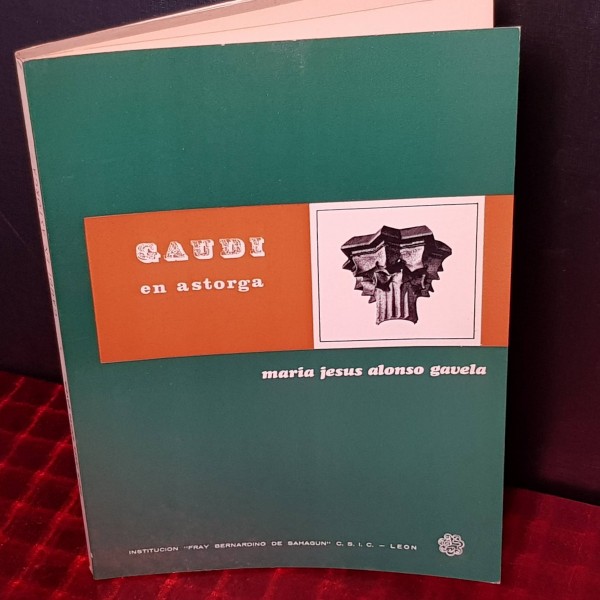 GAUDI
en astorga
maria jesus alonso gavela
INSTITUCION "FRAY BERNARDINO DE SAHAGUN" C. S. I. C. — LEON